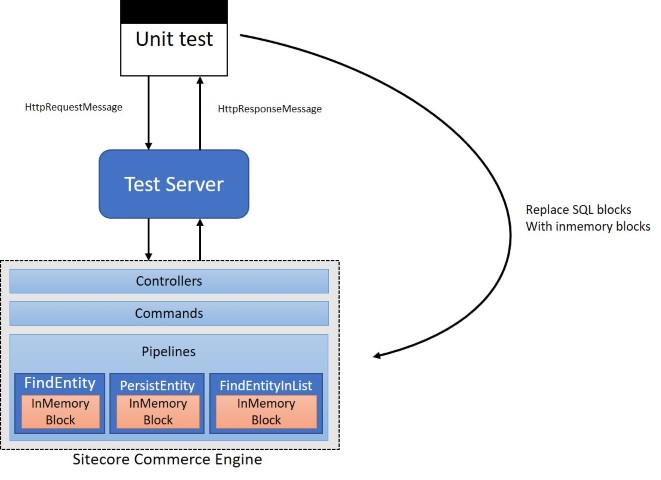 Unit test
HttpRequestMessage
HttpResponseMessage
Test Server
Replace SQL blocks
With inmemory blocks
Controllers
Commands
Pipelines
FindEntity
InMemory
Block
PersistEntity
InMemory
Block
FindEntityInList
InMemory
Block
Sitecore Commerce Engine